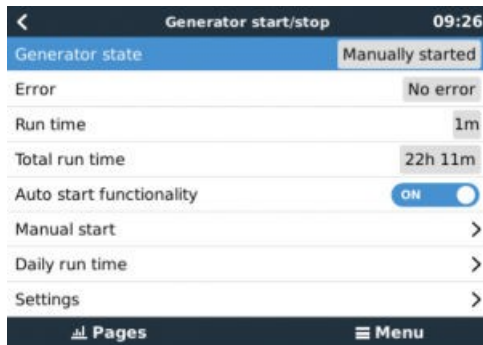 Generator start/stop 09:26
Generator state Manually started
Error No error
Run time 1m
Total run time 22h 11m
Auto start functionality ON
Manual start
Daily run time
Settings
Pages Menu